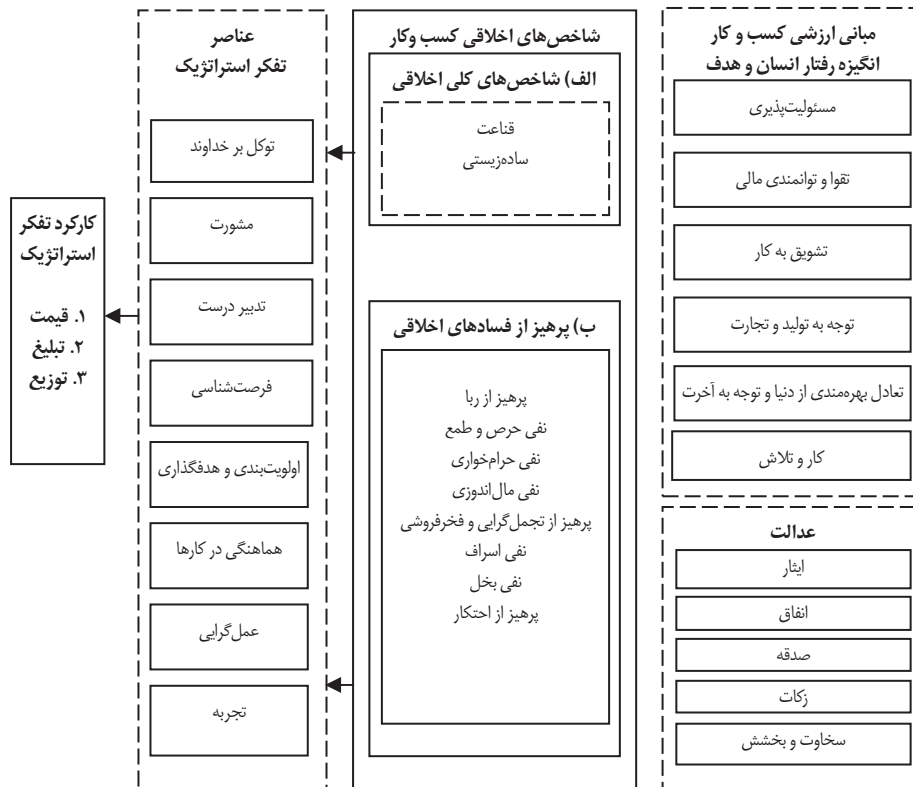 مبانی ارزشی کسب و کار
انگیزه رفتار انسان و هدف
مسئولیت‌پذیری
تقوا و توانمندی مالی
تشویق به کار
توجه به تولید و تجارت
تعادل بهره‌مندی از دنیا و توجه به آخرت
کار و تلاش
عدالت
ایثار
انفاق
صدقه
زکات
سخاوت و بخشش
شاخص‌های اخلاقی کسب وکار
الف) شاخص‌های کلی اخلاقی
قناعت
ساده‌زیستی
ب) پرهیز از فسادهای اخلاقی
پرهیز از ربا
نفی حرص و طمع
نفی حرام‌خواری
نفی مال‌اندوزی
پرهیز از تجمل‌گرایی و فخرفروشی
نفی اسراف
نفی بخل
پرهیز از احتکار
عناصر
تفکر استراتژیک
توکل بر خداوند
مشورت
تدبیر درست
فرصت‌شناسی
اولویت‌بندی و هدفگذاری
هماهنگی در کارها
عمل‌گرایی
تجربه
کارکرد تفکر
استراتژیک
۱. قیمت
۲. تبلیغ
۳. توزیع